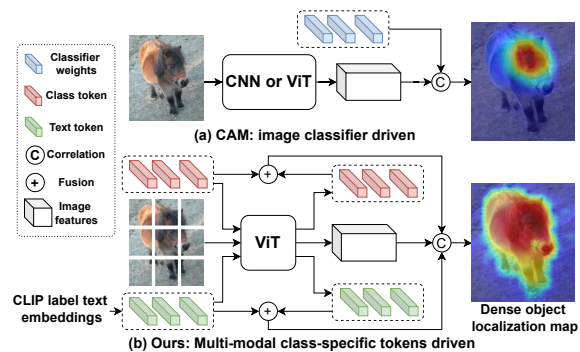 Classifier
weights
Class token
Text token
C
Correlation
+
Fusion
Image
features
CNN or ViT
C
(a) CAM: image classifier driven
+
ViT
C
CLIP label text
embeddings
+
Dense object
localization map
(b) Ours: Multi-modal class-specific tokens driven